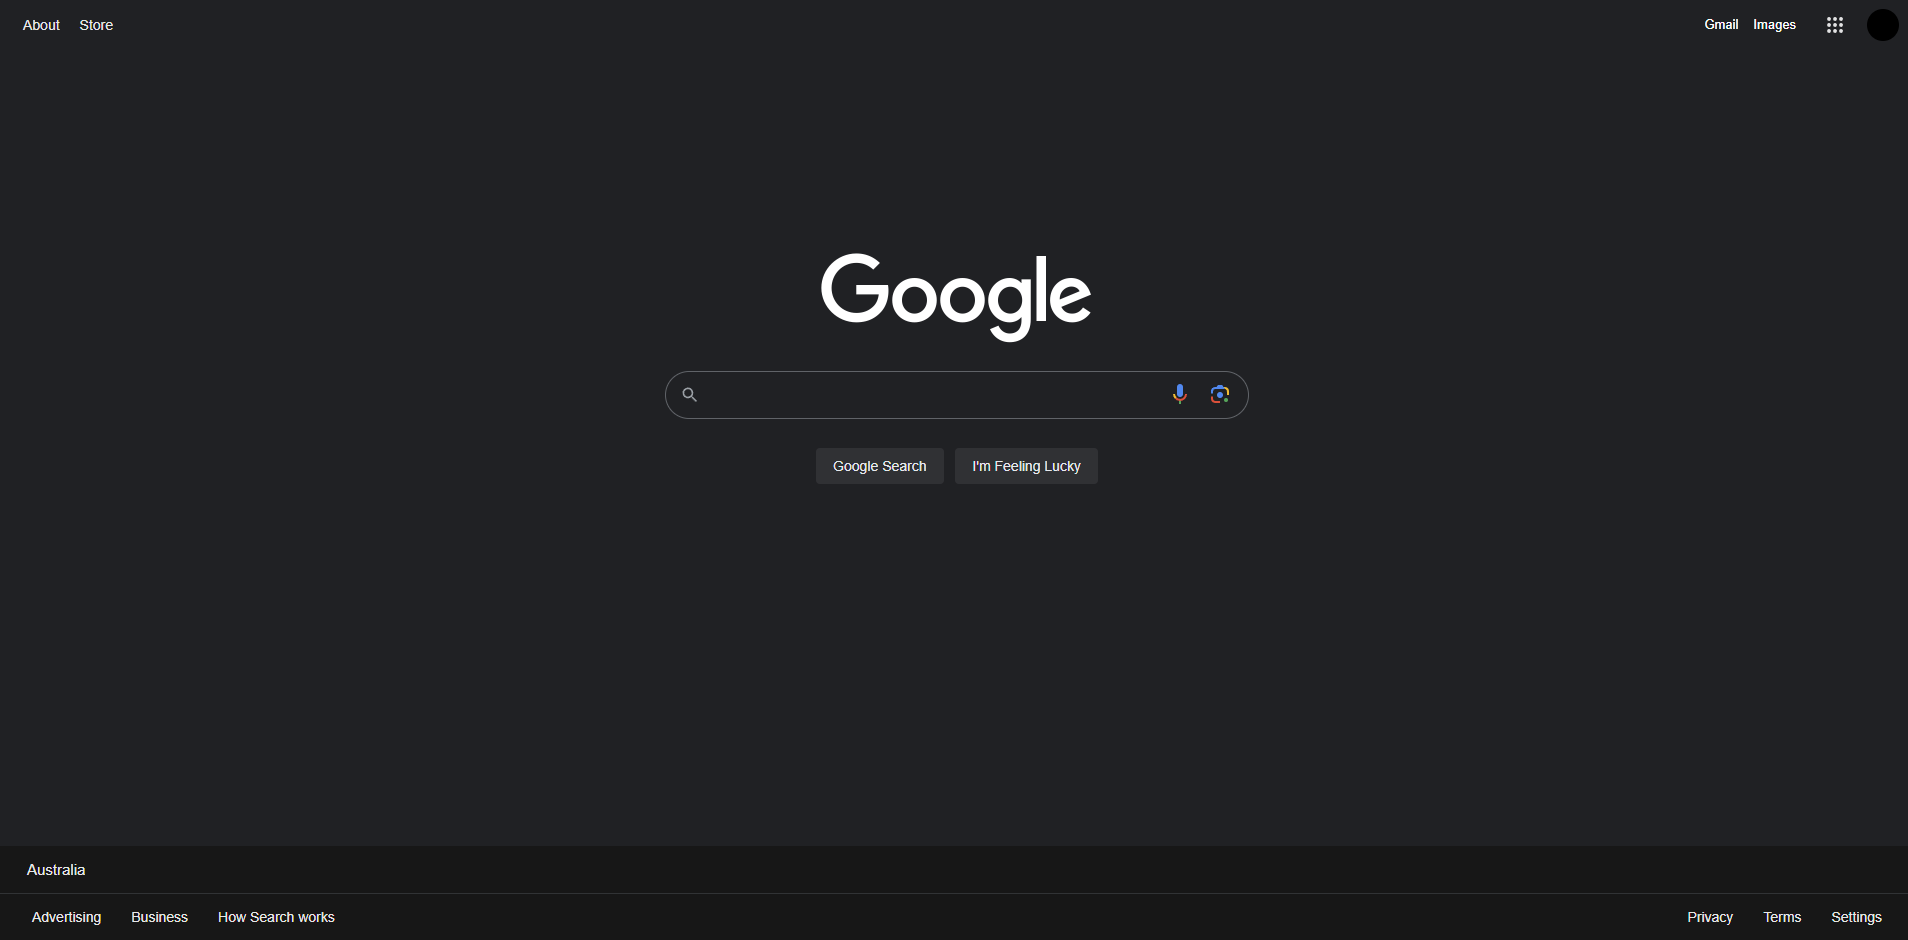 About Store Gmail Images
Google
Google Search I'm Feeling Lucky
Australia
Advertising Business How Search works Privacy Terms Settings